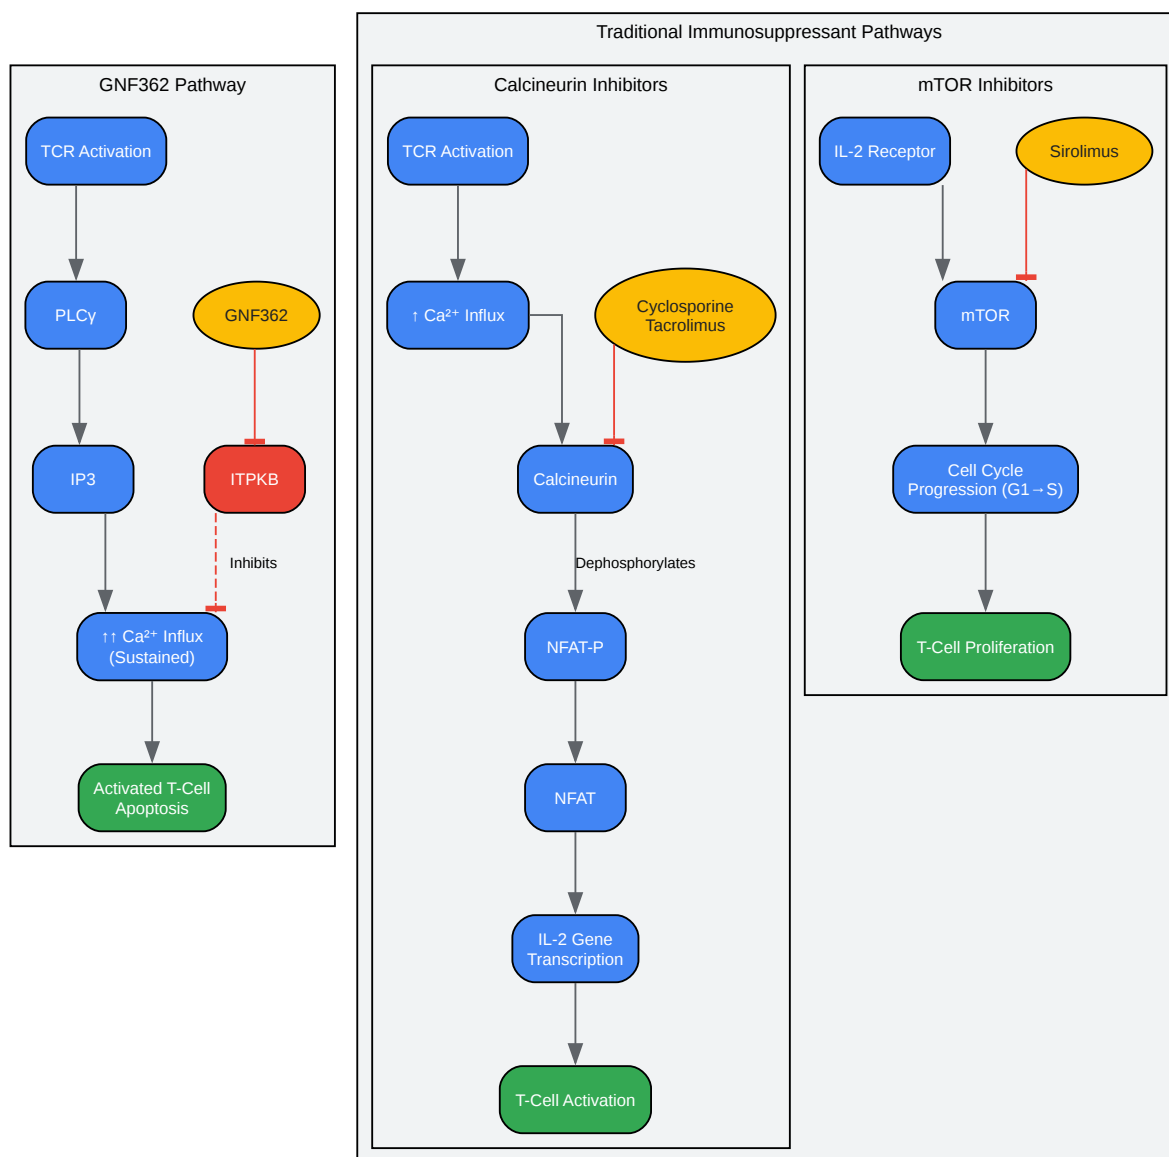 Traditional Immunosuppressant Pathways
GNF362 Pathway
TCR Activation
PLCγ
GNF362
IP3
ITPKB
Inhibits
↑↑ Ca²⁺ Influx
(Sustained)
Activated T-Cell
Apoptosis
Calcineurin Inhibitors
TCR Activation
↑ Ca²⁺ Influx
Cyclosporine
Tacrolimus
Calcineurin
Dephosphorylates
NFAT-P
NFAT
IL-2 Gene
Transcription
T-Cell Activation
mTOR Inhibitors
IL-2 Receptor
Sirolimus
mTOR
Cell Cycle
Progression (G1→S)
T-Cell Proliferation